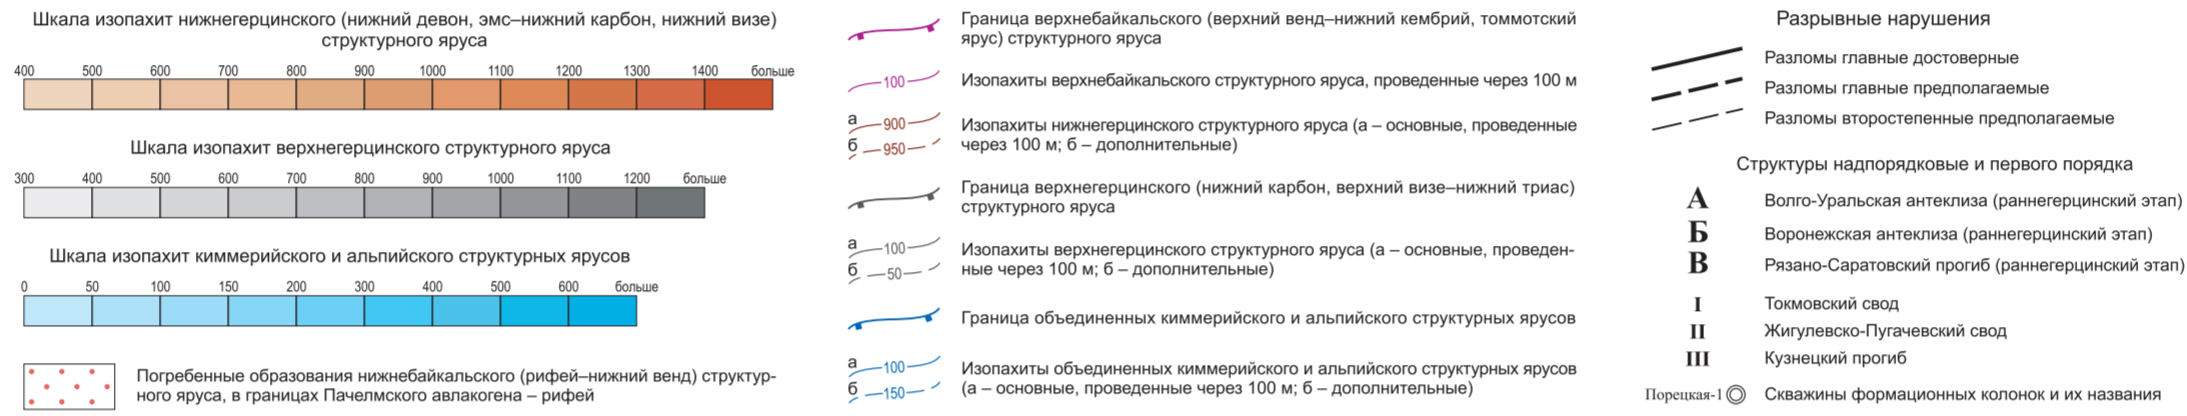 Шкала изопахит нижнегерцинского (нижний девон, эмс–нижний карбон, нижний визе)
структурного яруса
400 500 600 700 800 900 1000 1100 1200 1300 1400 больше
Шкала изопахит верхнегерцинского структурного яруса
300 400 500 600 700 800 900 1000 1100 1200 больше
Шкала изопахит киммерийского и альпийского структурных ярусов
0 50 100 150 200 300 400 500 600 больше
Погребенные образования нижнебайкальского (рифей–нижний венд) структур-
ного яруса, в границах Пачелмского авлакогена – рифей
Граница верхнебайкальского (верхний венд–нижний кембрий, томмотский
ярус) структурного яруса
100 Изопахиты верхнебайкальского структурного яруса, проведенные через 100 м
а 900 Изопахиты нижнегерцинского структурного яруса (а – основные, проведенные
б 950 через 100 м; б – дополнительные)
Граница верхнегерцинского (нижний карбон, верхний визе–нижний триас)
структурного яруса
а 100 Изопахиты верхнегерцинского структурного яруса (а – основные, проведен-
б 50 ные через 100 м; б – дополнительные)
Граница объединенных киммерийского и альпийского структурных ярусов
а 100 Изопахиты объединенных киммерийского и альпийского структурных ярусов
б 150 (а – основные, проведенные через 100 м; б – дополнительные)
Разрывные нарушения
Разломы главные достоверные
Разломы главные предполагаемые
Разломы второстепенные предполагаемые
Структуры надпорядковые и первого порядка
А Волго-Уральская антеклиза (раннегерцинский этап)
Б Воронежская антеклиза (раннегерцинский этап)
В Рязано-Саратовский прогиб (раннегерцинский этап)
I Токмовский свод
II Жигулевско-Пугачевский свод
III Кузнецкий прогиб
Порецкая-1 Скважины формационных колонок и их названия